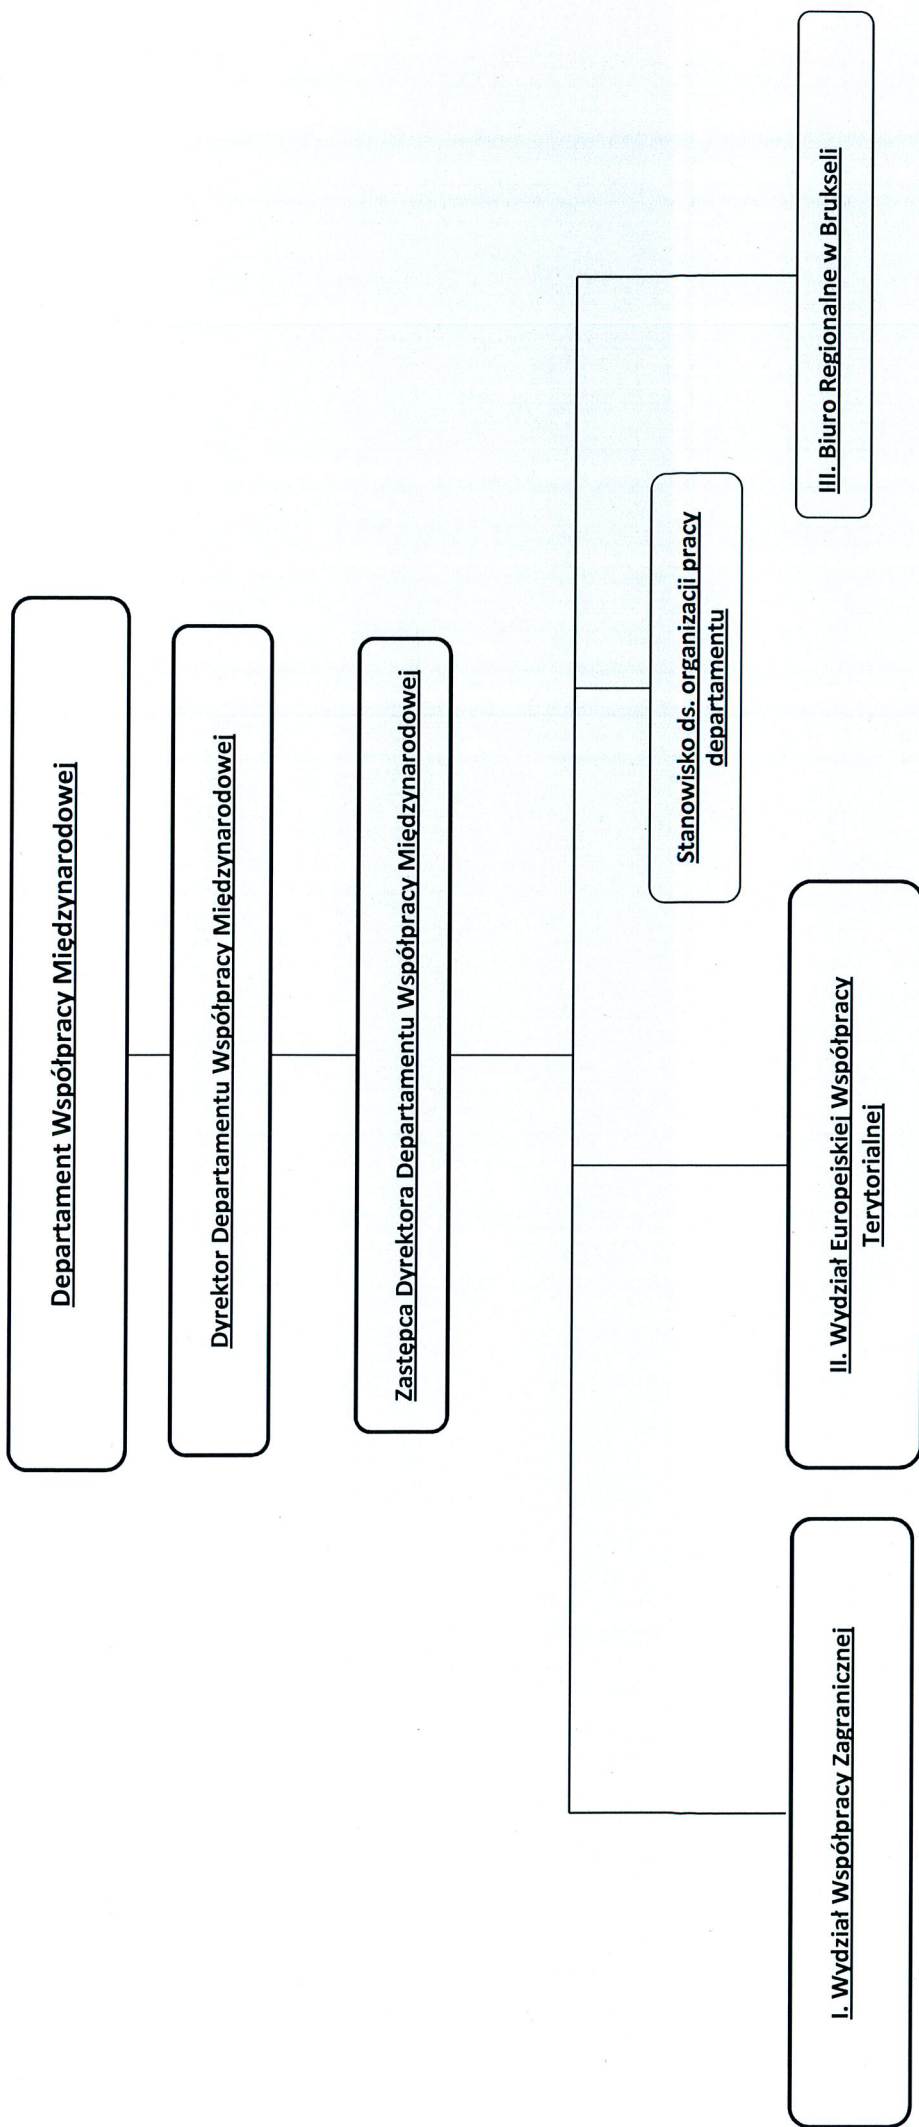 Departament Współpracy Międzynarodowej
Dyrektor Departamentu Współpracy Międzynarodowej
Zastępca Dyrektora Departamentu Współpracy Międzynarodowej
Stanowisko ds. organizacji pracy
departamentu
I. Wydział Współpracy Zagranicznej
II. Wydział Europejskiej Współpracy
Terytorialnej
III. Biuro Regionalne w Brukseli